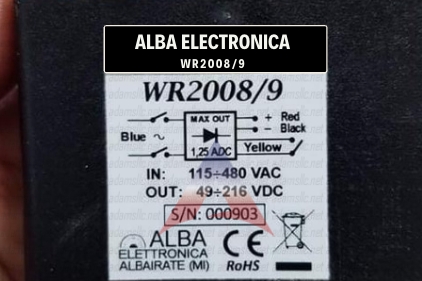 ALBA ELECTRONICA
WR2008/9
WR2008/9
MAX OUT
+ Red
- Black
Blue ~
Yellow
1,25 ADC
IN: 115÷480 VAC
OUT: 49÷216 VDC
S/N: 000903
ALBA
ELETTRONICA
ALBAIRATE (MI)
CE
RoHS